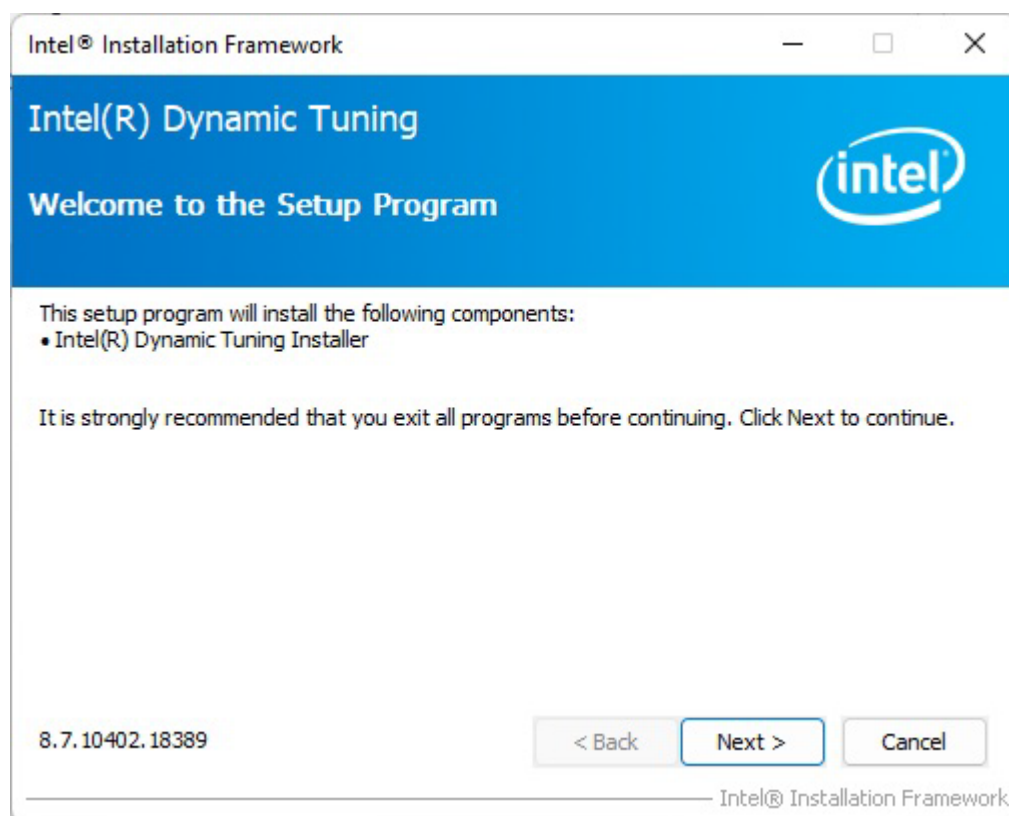 Intel® Installation Framework
Intel(R) Dynamic Tuning
Welcome to the Setup Program
intel
This setup program will install the following components:
• Intel(R) Dynamic Tuning Installer
It is strongly recommended that you exit all programs before continuing. Click Next to continue.
8.7.10402.18389
< Back
Next >
Cancel
Intel® Installation Framework